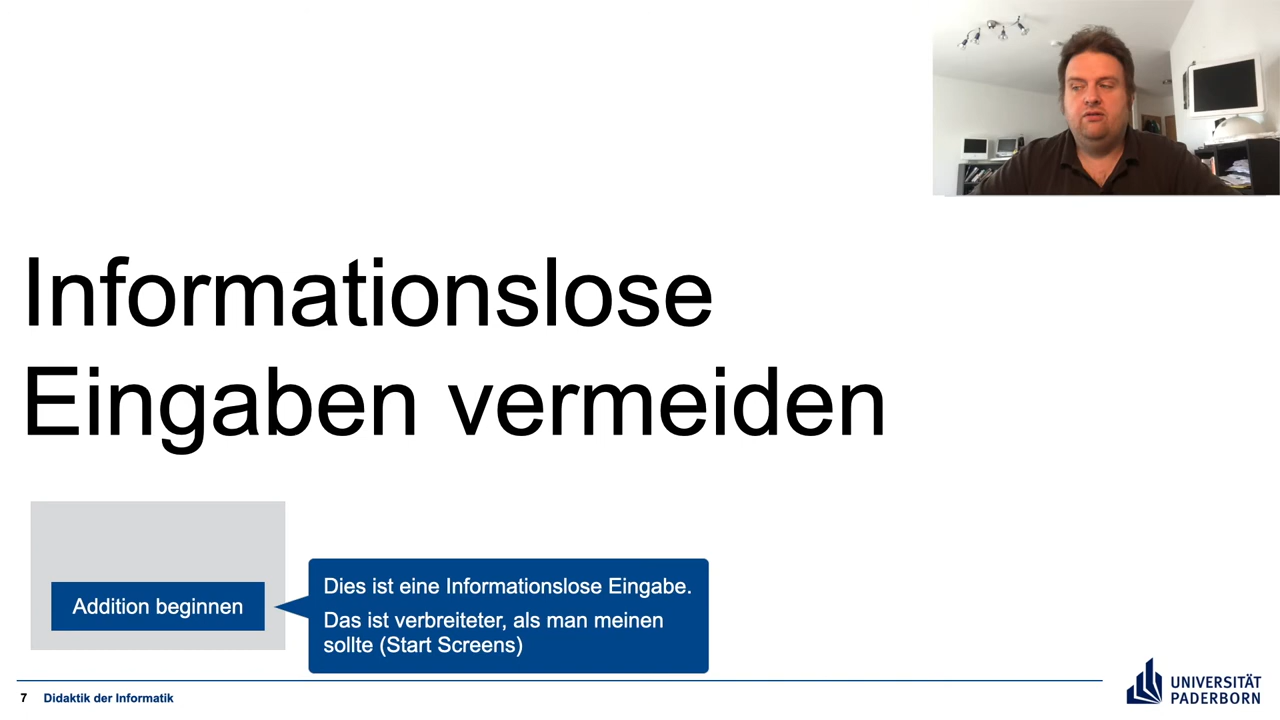 Informationslose
Eingaben vermeiden
Addition beginnen
Dies ist eine Informationslose Eingabe.
Das ist verbreiteter, als man meinen
sollte (Start Screens)
7 Didaktik der Informatik
UNIVERSITÄT
PADERBORN